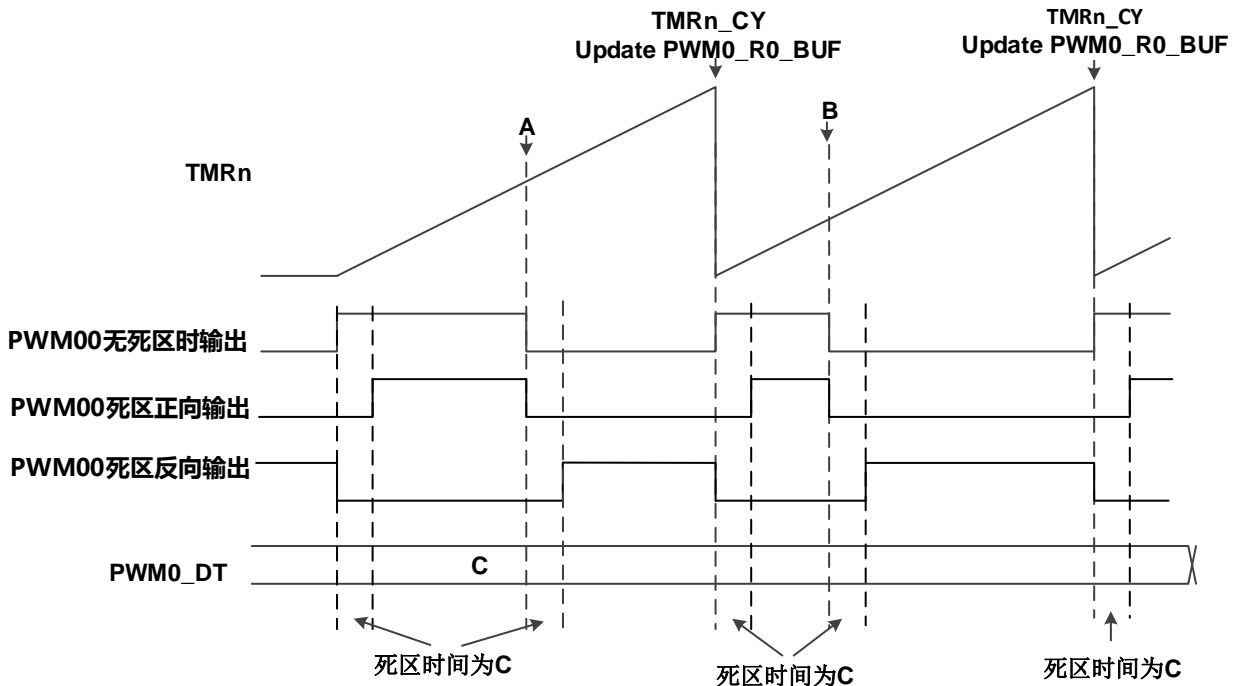 TMRn_CY
Update PWM0_R0_BUF
TMRn_CY
Update PWM0_R0_BUF
A
B
TMRn
PWM00无死区时输出
PWM00死区正向输出
PWM00死区反向输出
PWM0_DT
C
死区时间为C
死区时间为C
死区时间为C